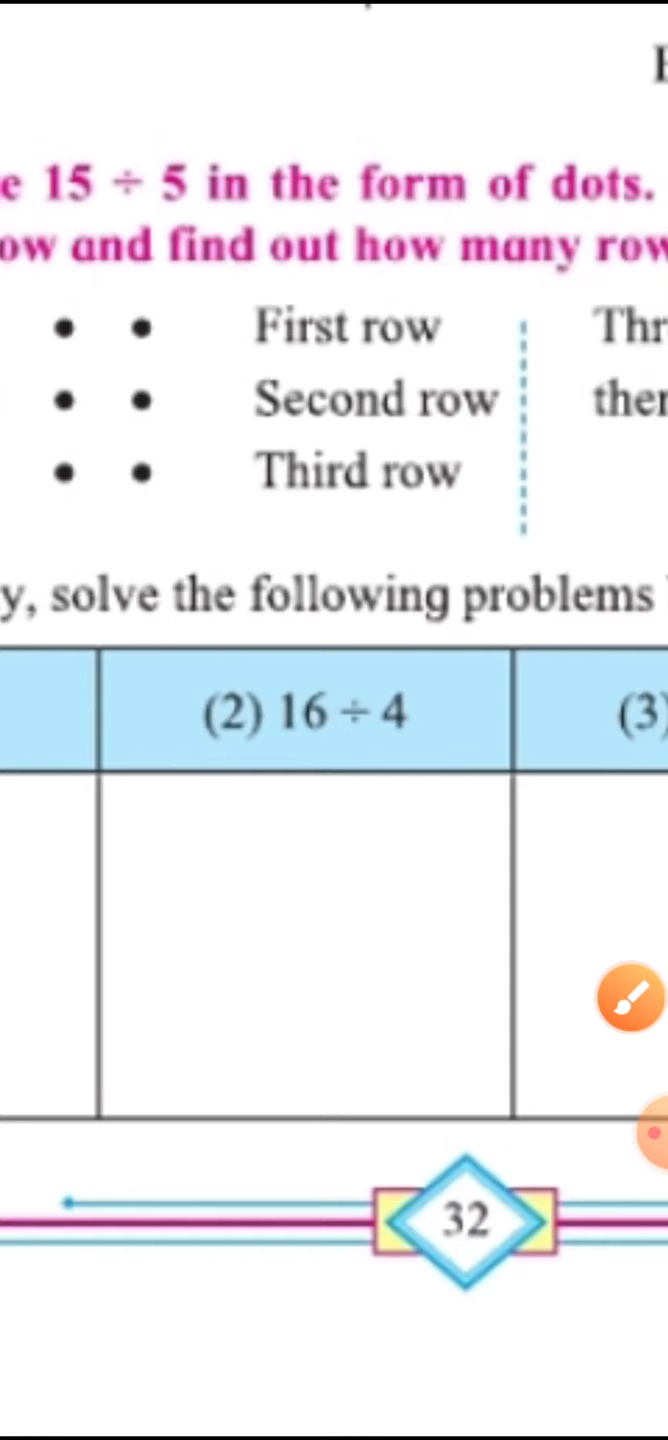 e 15 ÷ 5 in the form of dots.
ow and find out how many row
First row
Second row
Third row
Thr
ther
y, solve the following problems
(2) 16 ÷ 4
(3)
32